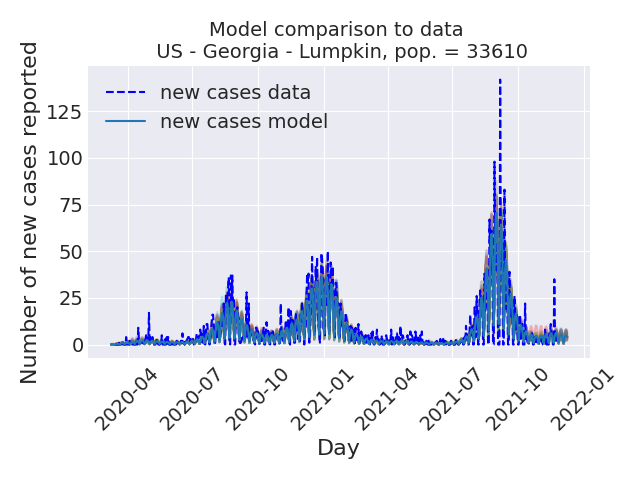 Model comparison to data
US - Georgia - Lumpkin, pop. = 33610
Number of new cases reported
125
100
75
50
25
0
new cases data
new cases model
2020-04
2020-07
2020-10
2021-01
2021-04
2021-07
2021-10
2022-01
Day